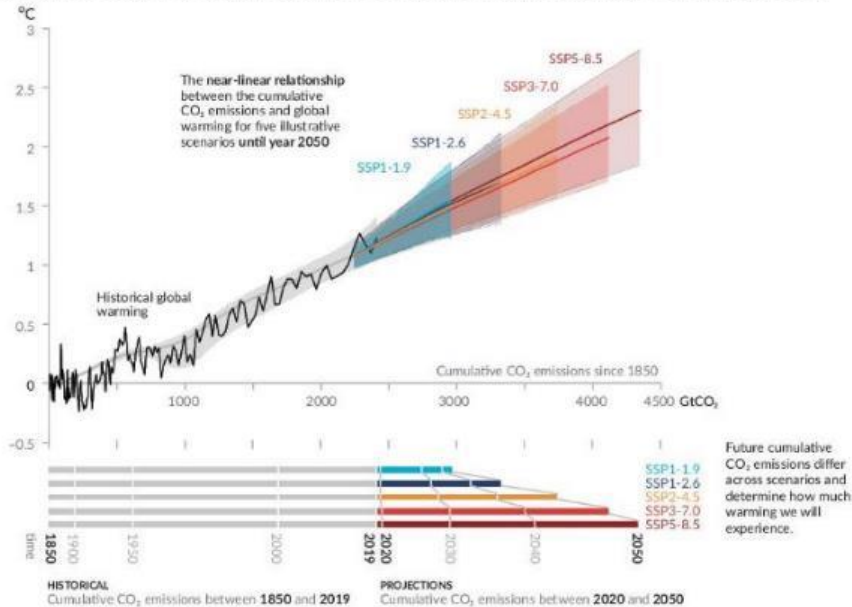 °C
3
2.5
2
1.5
1
0.5
0
-0.5
The near-linear relationship
between the cumulative
CO₂ emissions and global
warming for five illustrative
scenarios until year 2050
SSP5-8.5
SSP3-7.0
SSP2-4.5
SSP1-2.6
SSP1-1.9
Historical global
warming
Cumulative CO₂ emissions since 1850
1000
2000
3000
4000
4500 GtCO₂
SSP1-1.9
SSP1-2.6
SSP2-4.5
SSP3-7.0
SSP5-8.5
Future cumulative
CO₂ emissions differ
across scenarios and
determine how much
warming we will
experience.
time
1850
1900
1950
2000
2019
2020
2030
2040
2050
HISTORICAL
Cumulative CO₂ emissions between 1850 and 2019
PROJECTIONS
Cumulative CO₂ emissions between 2020 and 2050